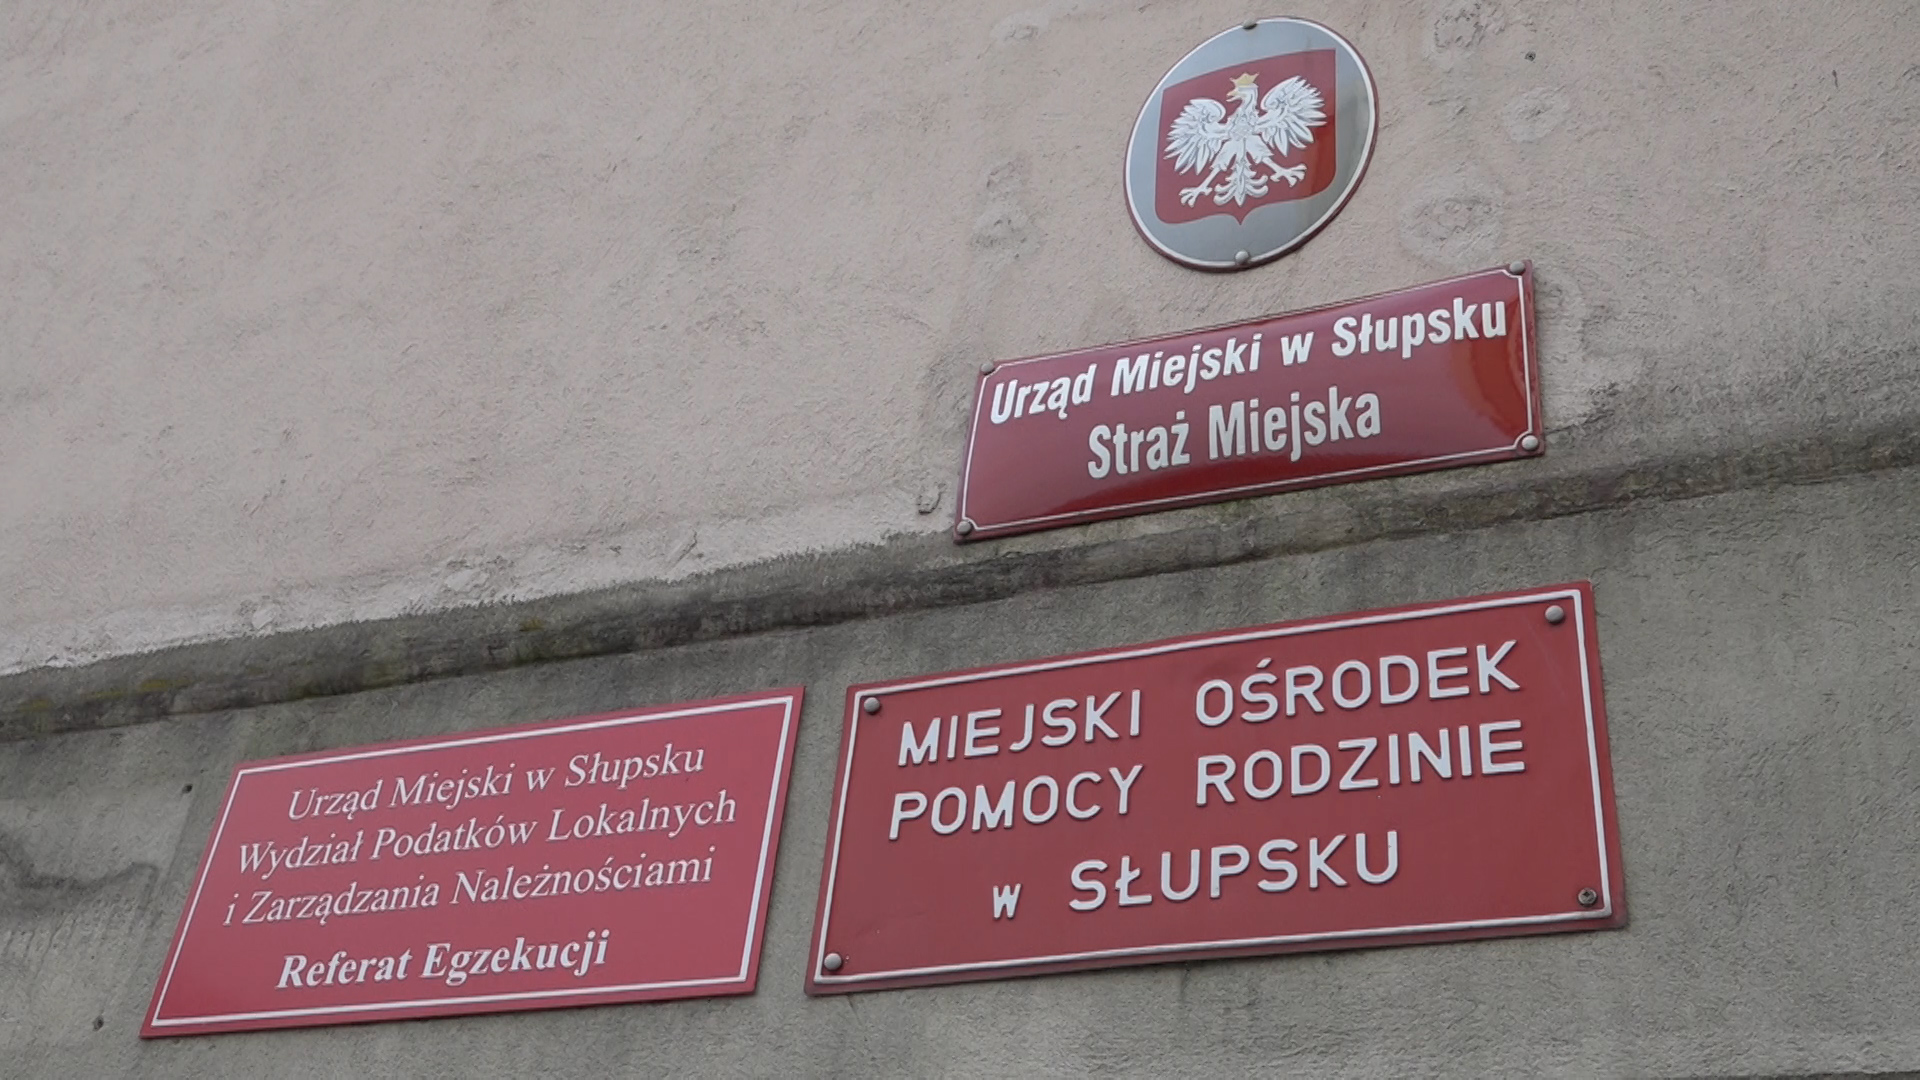 Urząd Miejski w Słupsku
Straż Miejska
Urząd Miejski w Słupsku
Wydział Podatków Lokalnych
i Zarządzania Należnościami
Referat Egzekucji
MIEJSKI OŚRODEK
POMOCY RODZINIE
w SŁUPSKU